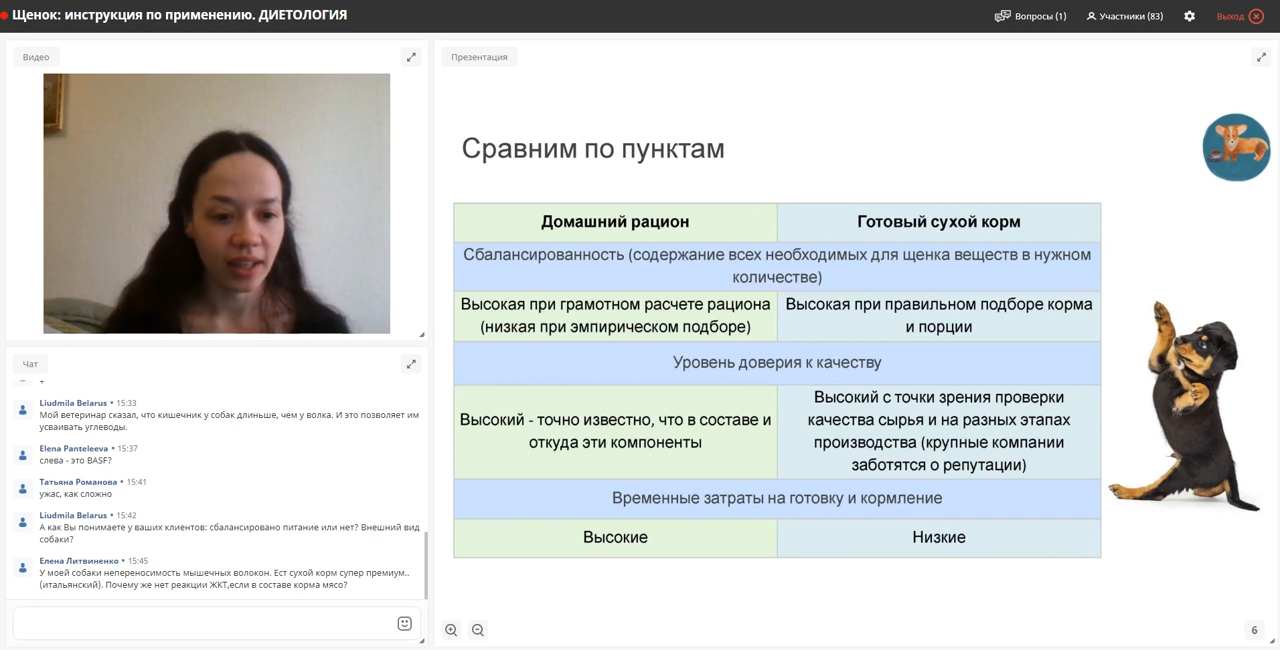 Щенок: инструкция по применению. ДИЕТОЛОГИЯ
Вопросы (1)
Участники (83)
Выход
Видео
Чат
+
Liudmila Belarus • 15:33
Мой ветеринар сказал, что кишечник у собак длиньше, чем у волка. И это позволяет им
усваивать углеводы.
Elena Panteleeva • 15:37
слева - это BASF?
Татьяна Романова • 15:41
ужас, как сложно
Liudmila Belarus • 15:42
А как Вы понимаете у ваших клиентов: сбалансировано питание или нет? Внешний вид
собаки?
Елена Литвиненко • 15:45
У моей собаки непереносимость мышечных волокон. Ест сухой корм супер премиум..
(итальянский). Почему же нет реакции ЖКТ,если в составе корма мясо?
Презентация
Сравним по пунктам
Домашний рацион
Готовый сухой корм
Сбалансированность (содержание всех необходимых для щенка веществ в нужном
количестве)
Высокая при грамотном расчете рациона
(низкая при эмпирическом подборе)
Высокая при правильном подборе корма
и порции
Уровень доверия к качеству
Высокий - точно известно, что в составе и
откуда эти компоненты
Высокий с точки зрения проверки
качества сырья и на разных этапах
производства (крупные компании
заботятся о репутации)
Временные затраты на готовку и кормление
Высокие
Низкие
6